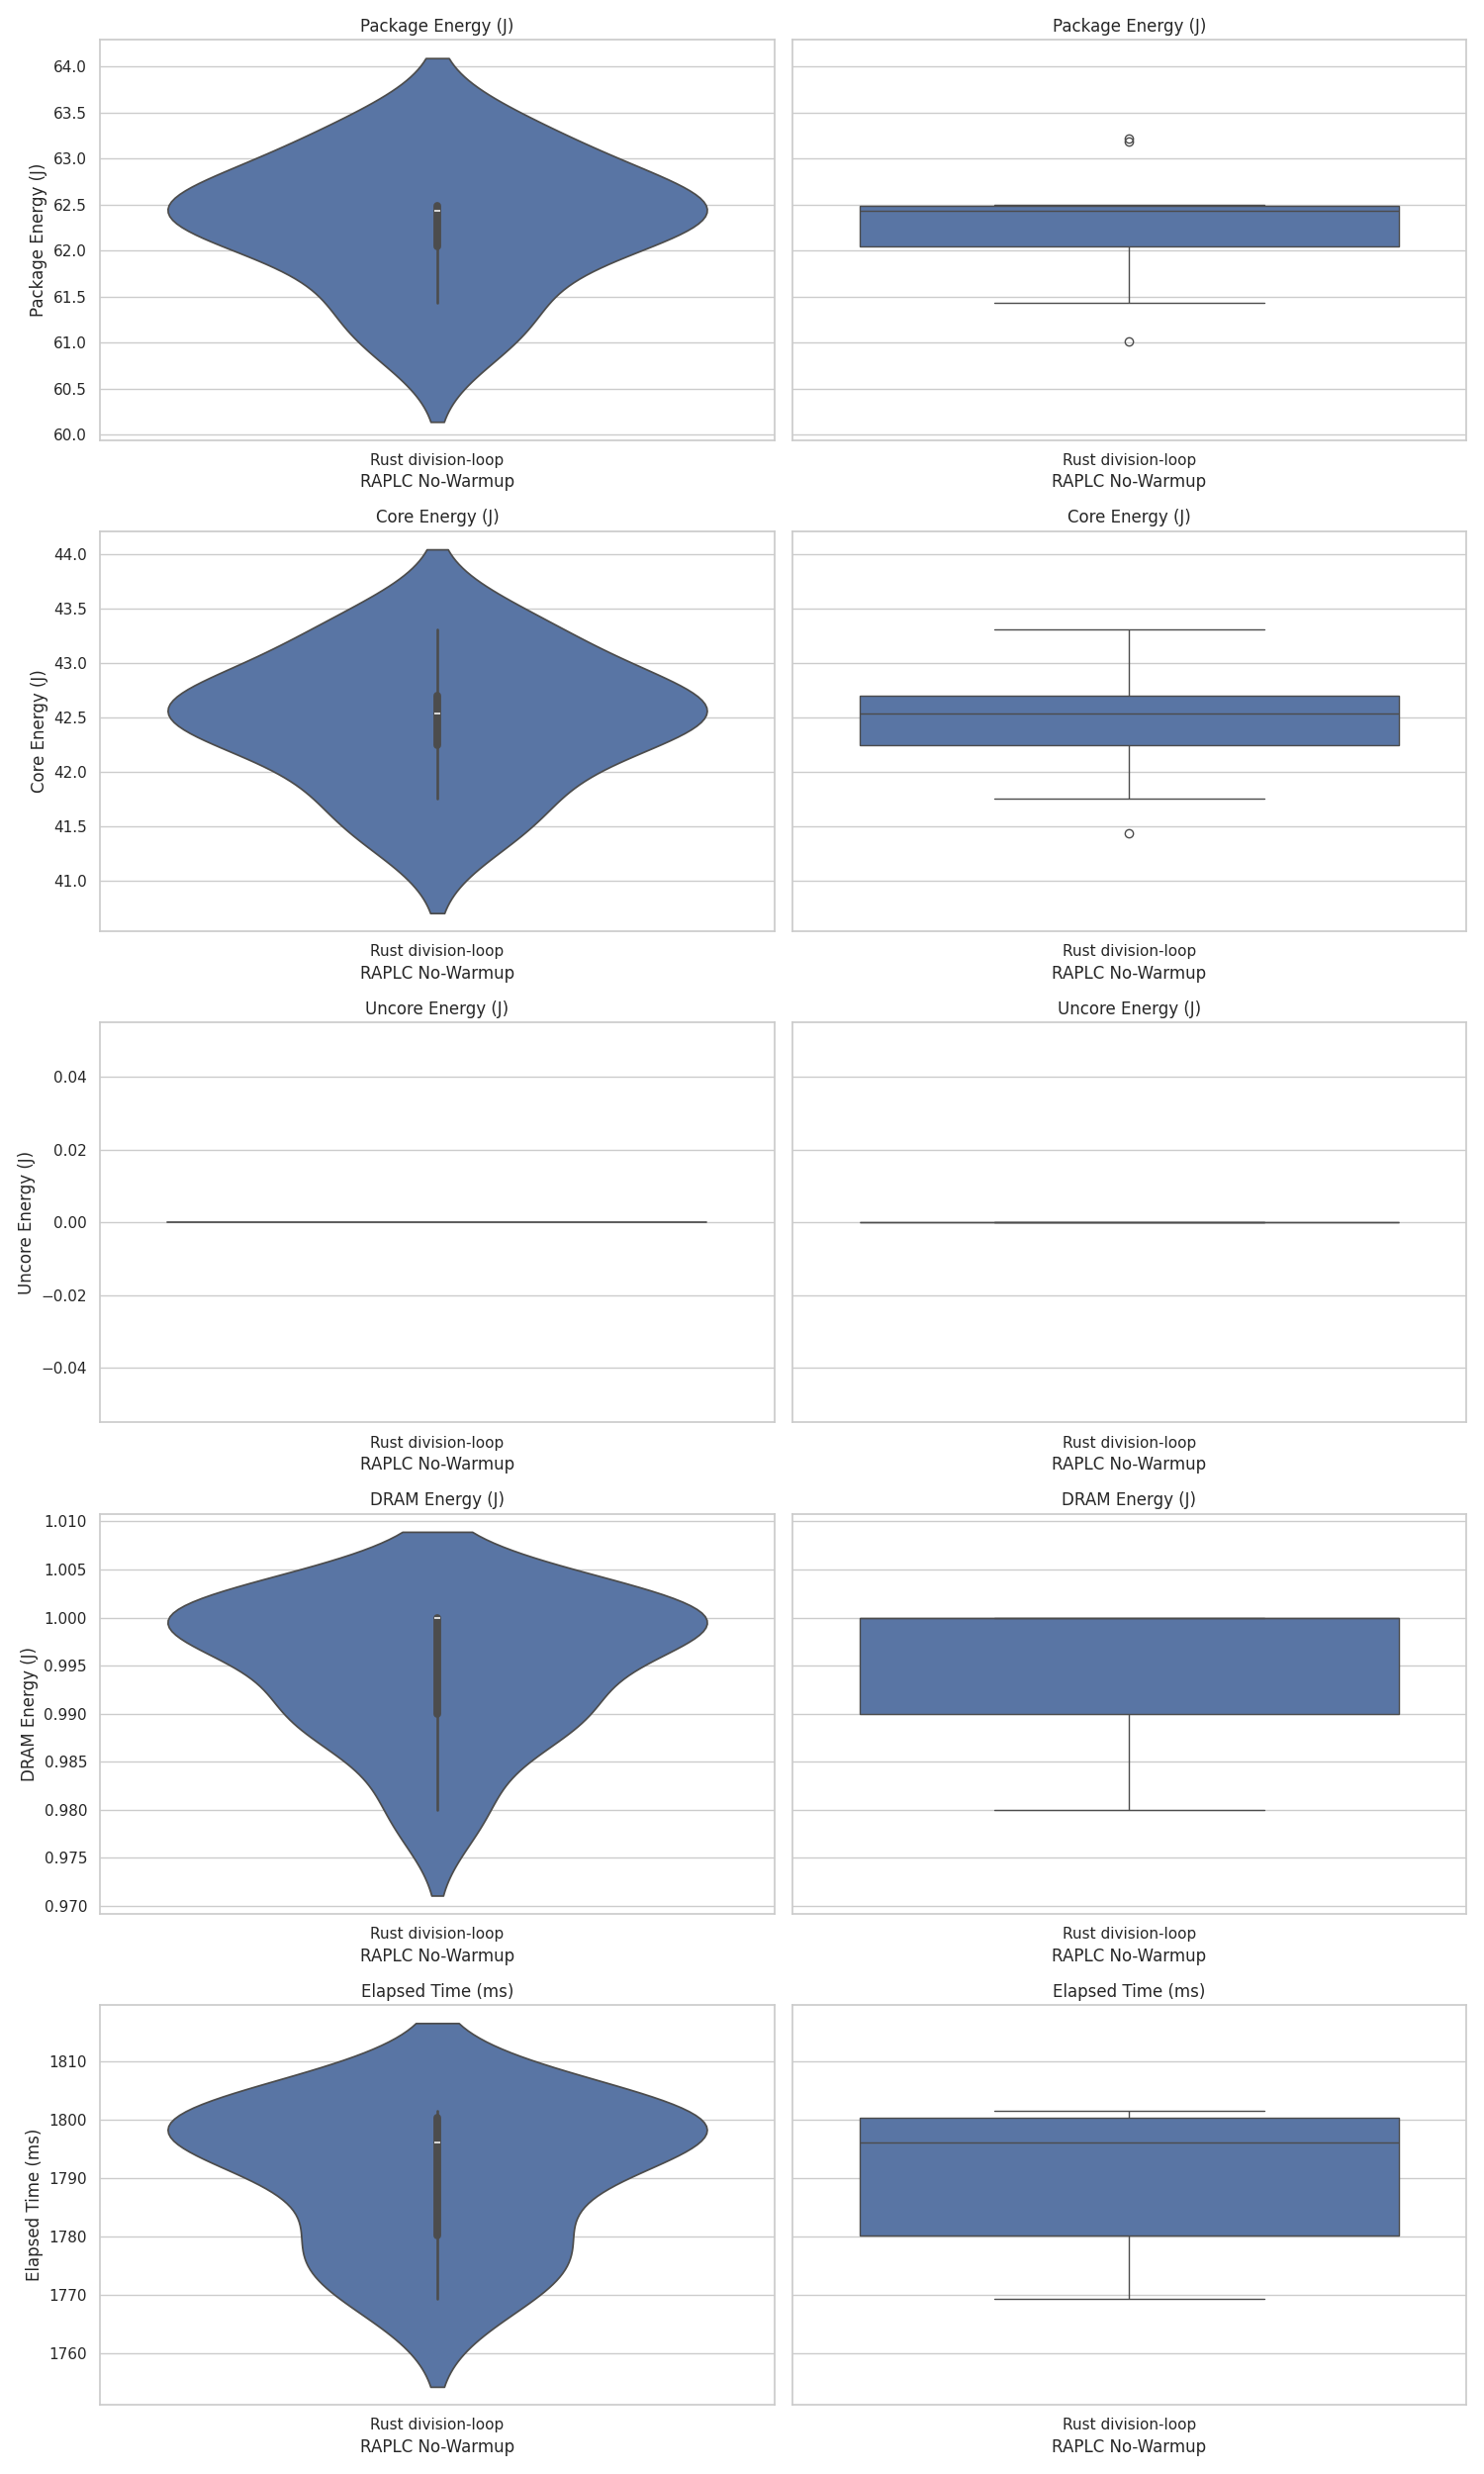 Package Energy (J)
Package Energy (J)
Package Energy (J)
64.0
63.5
63.0
62.5
62.0
61.5
61.0
60.5
60.0
Rust division-loop
RAPLC No-Warmup
Rust division-loop
RAPLC No-Warmup
Core Energy (J)
Core Energy (J)
Core Energy (J)
44.0
43.5
43.0
42.5
42.0
41.5
41.0
Rust division-loop
RAPLC No-Warmup
Rust division-loop
RAPLC No-Warmup
Uncore Energy (J)
Uncore Energy (J)
Uncore Energy (J)
0.04
0.02
0.00
−0.02
−0.04
Rust division-loop
RAPLC No-Warmup
Rust division-loop
RAPLC No-Warmup
DRAM Energy (J)
DRAM Energy (J)
DRAM Energy (J)
1.010
1.005
1.000
0.995
0.990
0.985
0.980
0.975
0.970
Rust division-loop
RAPLC No-Warmup
Rust division-loop
RAPLC No-Warmup
Elapsed Time (ms)
Elapsed Time (ms)
Elapsed Time (ms)
1810
1800
1790
1780
1770
1760
Rust division-loop
RAPLC No-Warmup
Rust division-loop
RAPLC No-Warmup